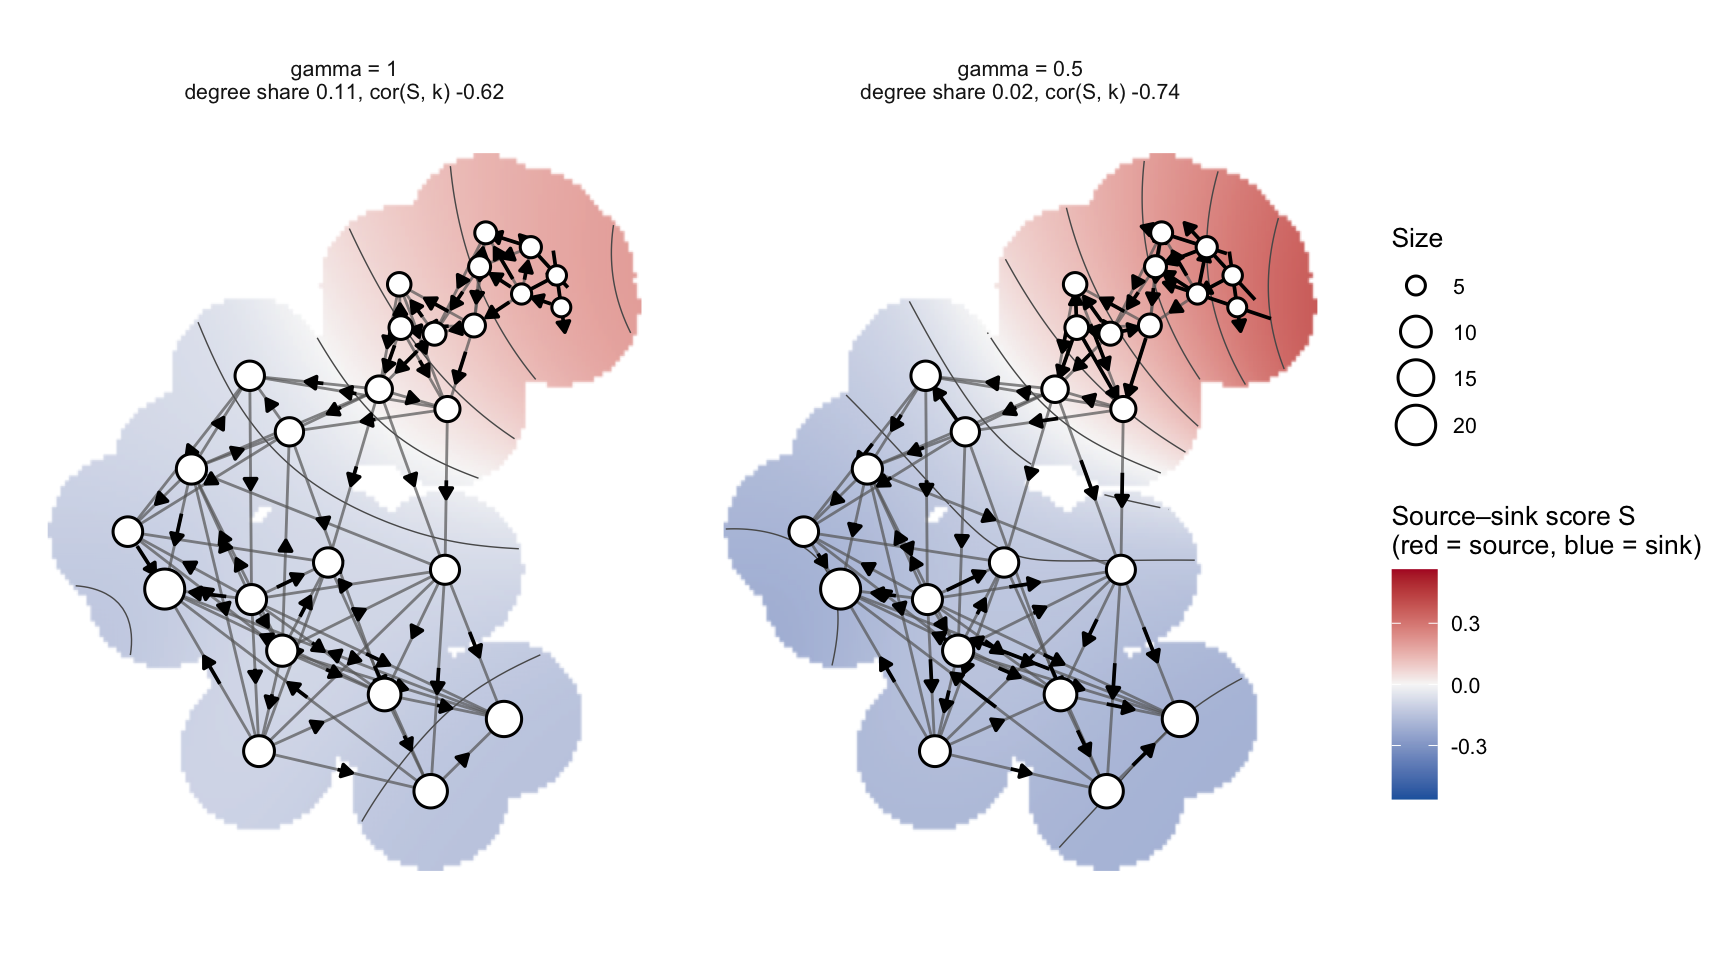 gamma = 1
degree share 0.11, cor(S, k) -0.62
gamma = 0.5
degree share 0.02, cor(S, k) -0.74
Size
5
10
15
20
Source–sink score S
(red = source, blue = sink)
0.3
0.0
-0.3